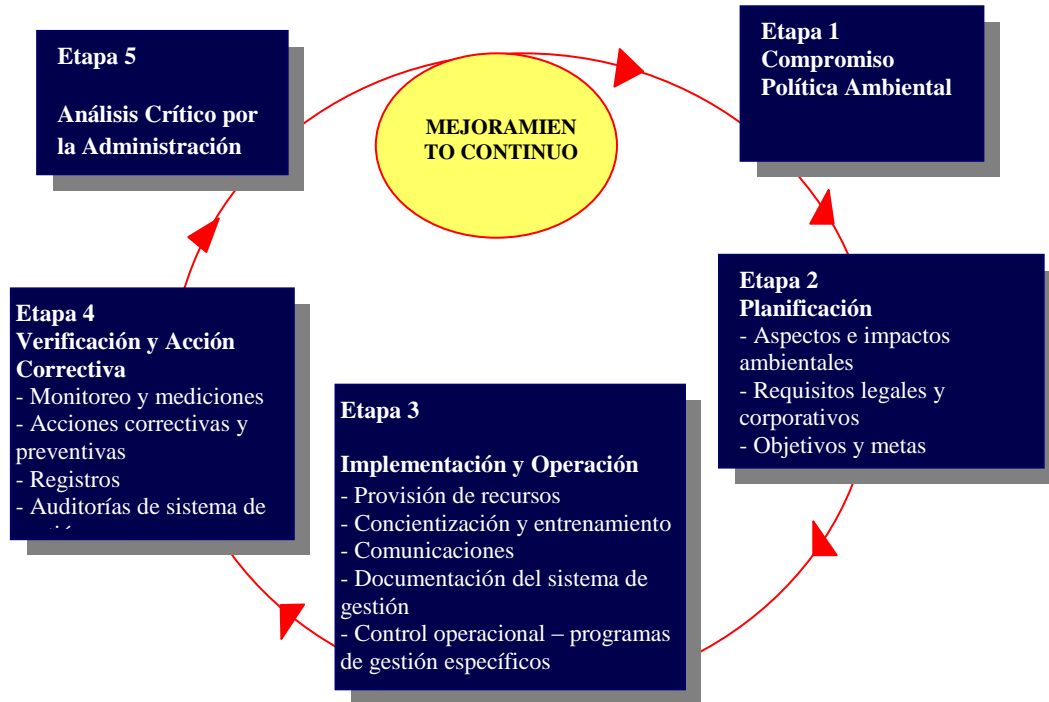 Etapa 5
Análisis Crítico por
la Administración
MEJORAMIEN
TO CONTINUO
Etapa 1
Compromiso
Política Ambiental
Etapa 2
Planificación
- Aspectos e impactos
ambientales
- Requisitos legales y
corporativos
- Objetivos y metas
Etapa 3
Implementación y Operación
- Provisión de recursos
- Concientización y entrenamiento
- Comunicaciones
- Documentación del sistema de
gestión
- Control operacional – programas
de gestión específicos
Etapa 4
Verificación y Acción
Correctiva
- Monitoreo y mediciones
- Acciones correctivas y
preventivas
- Registros
- Auditorías de sistema de